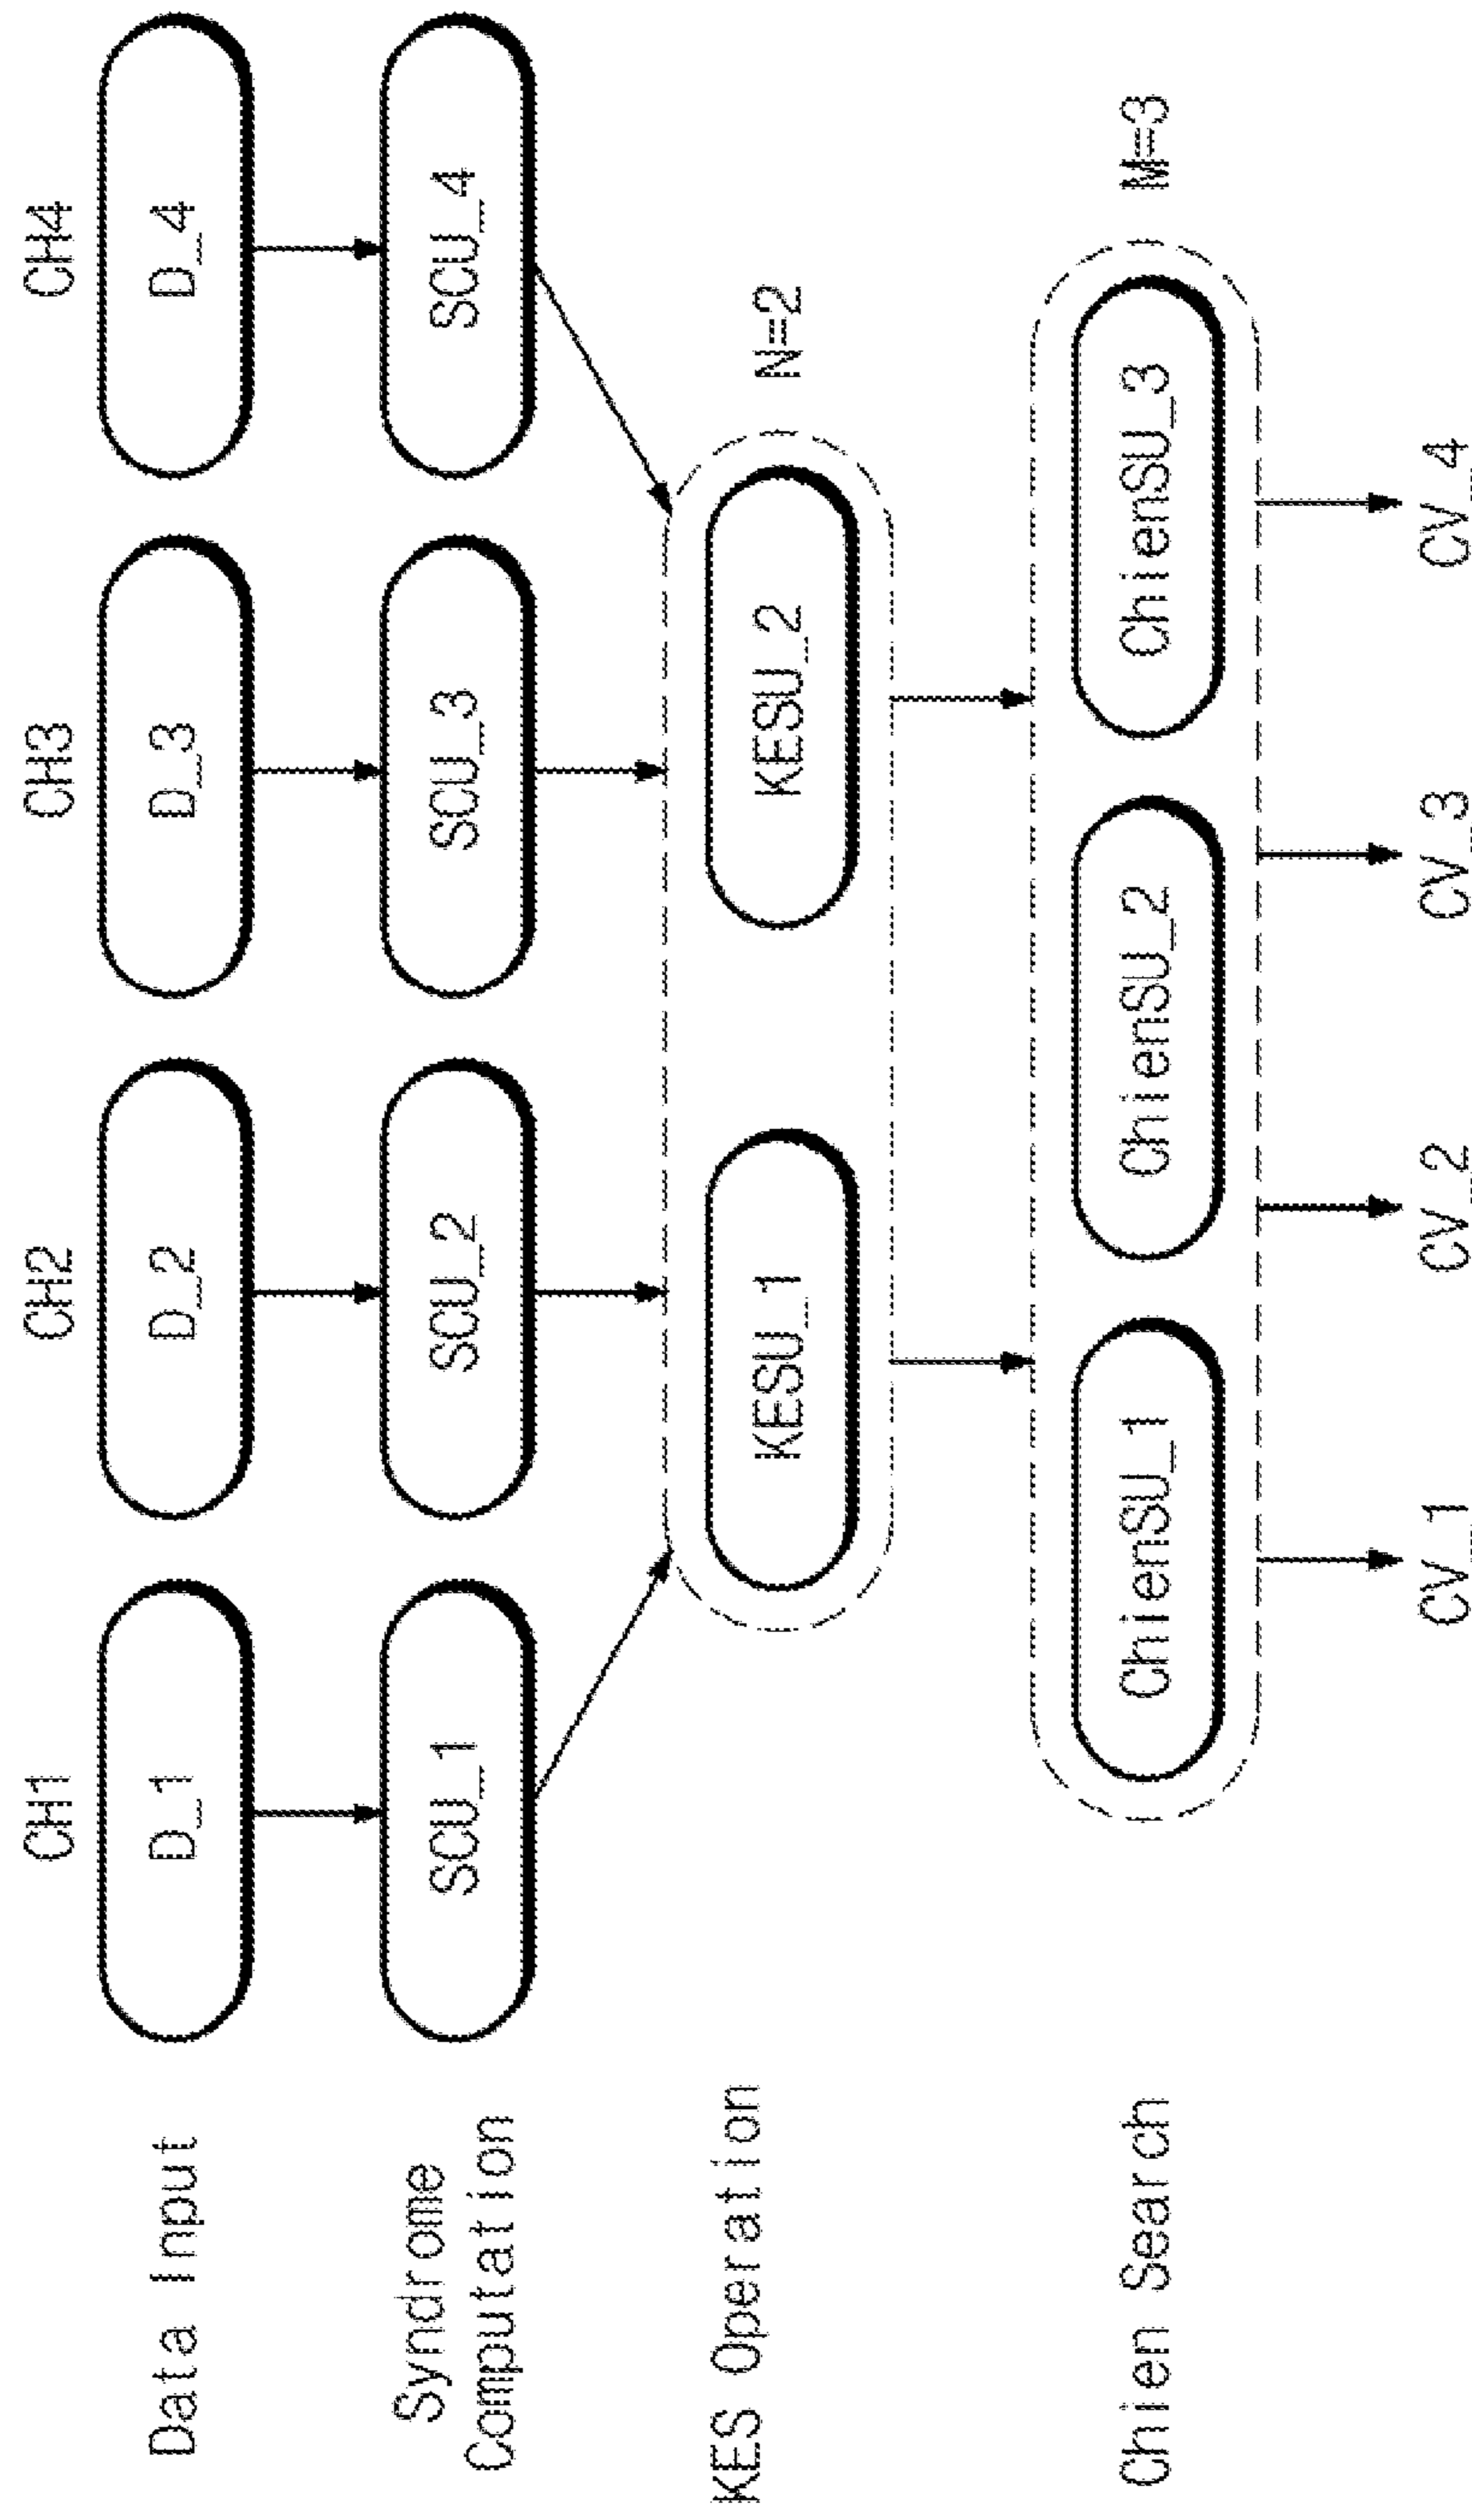 CH1
CH2
CH3
CH4
Data Input
D_1
D_2
D_3
D_4
Syndrome
Computation
SCU_1
SCU_2
SCU_3
SCU_4
KES Operation
KESU_1
KESU_2
N=2
Chien Search
ChienSU_1
ChienSU_2
ChienSU_3
M=3
CV_1
CV_2
CV_3
CV_4